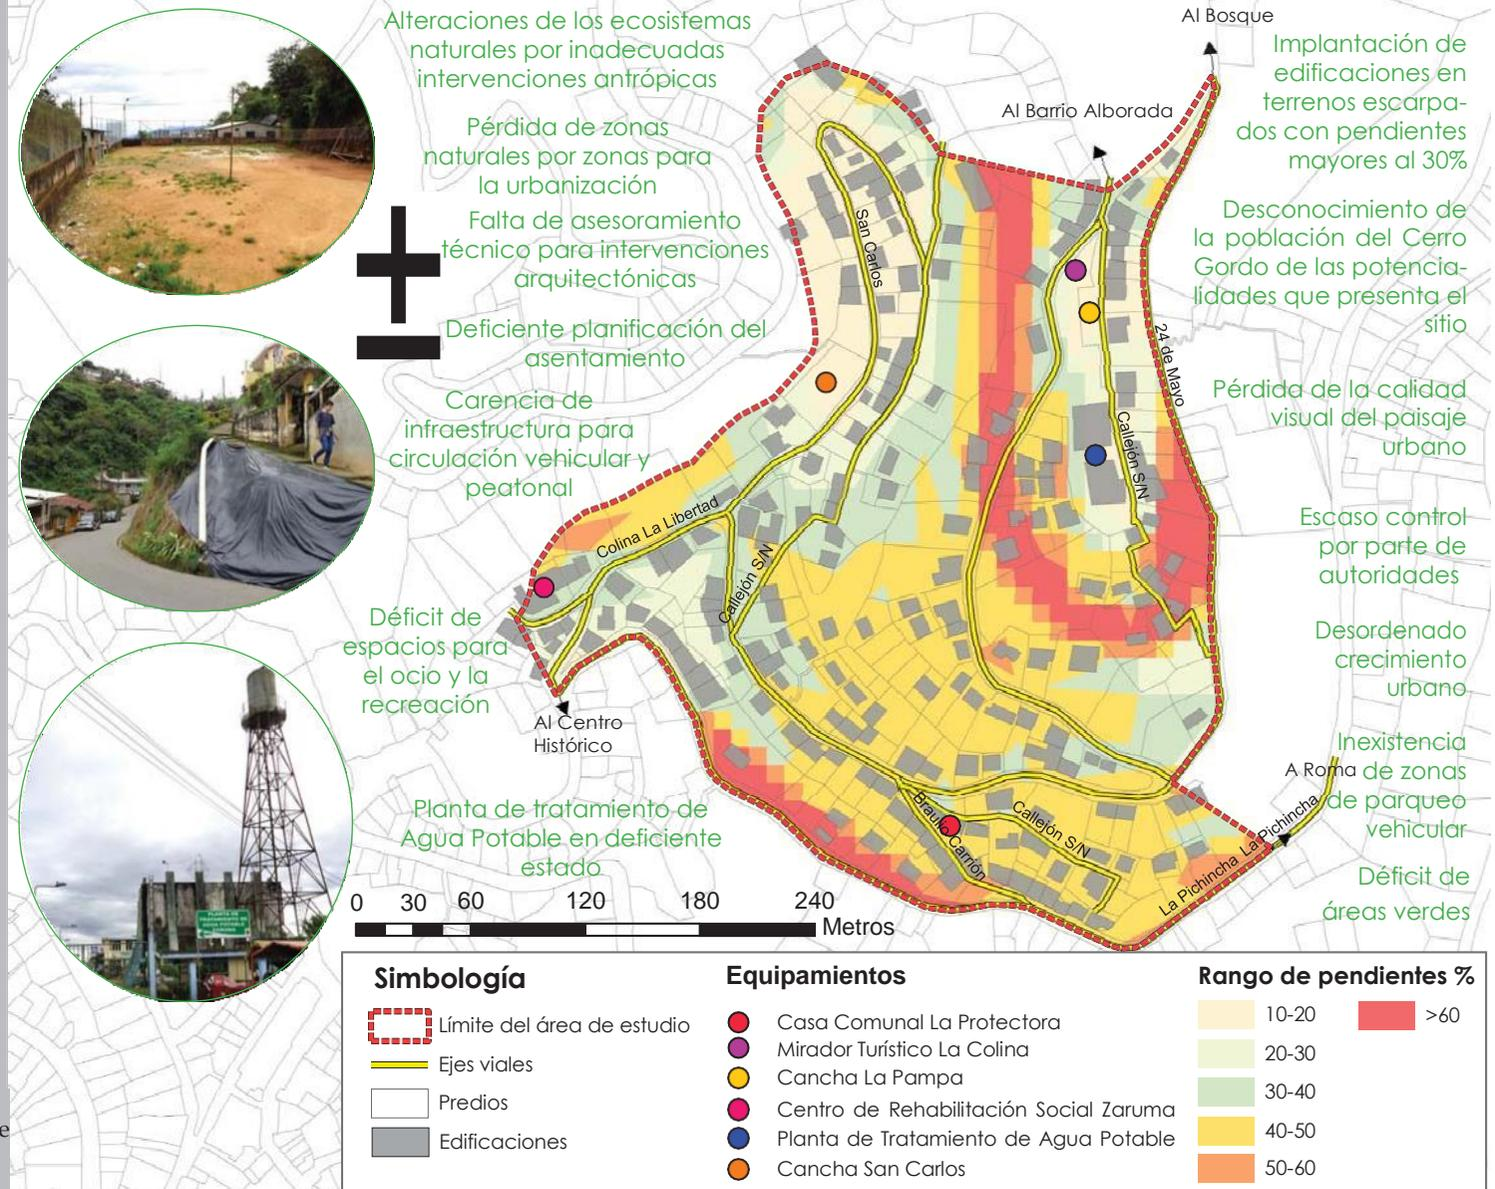 Alteraciones de los ecosistemas
naturales por inadecuadas
intervenciones antrópicas
Pérdida de zonas
naturales por zonas para
la urbanización
Falta de asesoramiento
técnico para intervenciones
arquitectónicas
Deficiente planificación del
asentamiento
Carencia de
infraestructura para
circulación vehicular y
peatonal
Déficit de
espacios para
el ocio y la
recreación
Planta de tratamiento de
Agua Potable en deficiente
estado
Al Bosque
Al Barrio Alborada
San Carlos
24 de Mayo
Callejón S/N
Colina La Libertad
Callejón S/N
Al Centro
Histórico
Braulio Carrión
Callejón S/N
La Pichincha
La Pichincha
A Roma
Implantación de
edificaciones en
terrenos escarpa-
dos con pendientes
mayores al 30%
Desconocimiento de
la población del Cerro
Gordo de las potencia-
lidades que presenta el
sitio
Pérdida de la calidad
visual del paisaje
urbano
Escaso control
por parte de
autoridades
Desordenado
crecimiento
urbano
Inexistencia
de zonas
de parqueo
vehicular
Déficit de
áreas verdes
PLANTA DE
TRATAMIENTO DE
AGUA POTABLE
ZARUMA
0 30 60 120 180 240
Metros
e
Simbología
Límite del área de estudio
Ejes viales
Predios
Edificaciones
Equipamientos
Casa Comunal La Protectora
Mirador Turístico La Colina
Cancha La Pampa
Centro de Rehabilitación Social Zaruma
Planta de Tratamiento de Agua Potable
Cancha San Carlos
Rango de pendientes %
10-20
20-30
30-40
40-50
50-60
>60